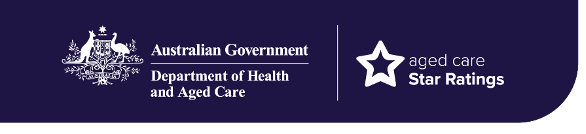 Australian Government
Department of Health
and Aged Care
aged care
Star Ratings